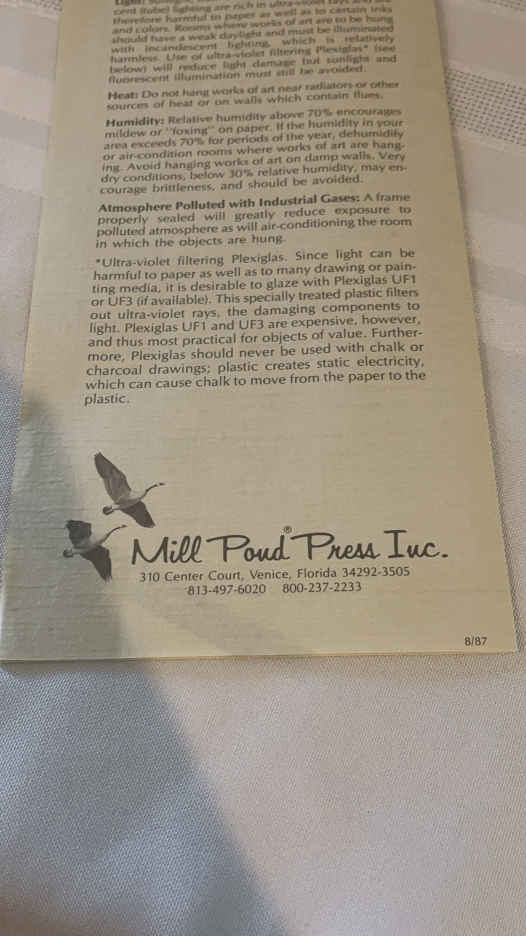 Light:
cent (tube) lighting are rich in ultra-violet rays and are
therefore harmful to paper as well as to certain inks
and colors. Rooms where works of art are to be hung
should have a weak daylight and must be illuminated
with incandescent lighting, which is relatively
harmless. Use of ultra-violet filtering Plexiglas* (see
below) will reduce light damage but sunlight and
fluorescent illumination must still be avoided.
Heat: Do not hang works of art near radiators or other
sources of heat or on walls which contain flues.
Humidity: Relative humidity above 70% encourages
mildew or "foxing" on paper. If the humidity in your
area exceeds 70% for periods of the year, dehumidify
or air-condition rooms where works of art are hang-
ing. Avoid hanging works of art on damp walls. Very
dry conditions, below 30% relative humidity, may en-
courage brittleness, and should be avoided.
Atmosphere Polluted with Industrial Gases: A frame
properly sealed will greatly reduce exposure to
polluted atmosphere as will air-conditioning the room
in which the objects are hung.
*Ultra-violet filtering Plexiglas. Since light can be
harmful to paper as well as to many drawing or pain-
ting media, it is desirable to glaze with Plexiglas UF1
or UF3 (if available). This specially treated plastic filters
out ultra-violet rays, the damaging components to
light. Plexiglas UF1 and UF3 are expensive, however,
and thus most practical for objects of value. Further-
more, Plexiglas should never be used with chalk or
charcoal drawings; plastic creates static electricity,
which can cause chalk to move from the paper to the
plastic.
Mill Pond® Press Inc.
310 Center Court, Venice, Florida 34292-3505
813-497-6020 800-237-2233
8/87